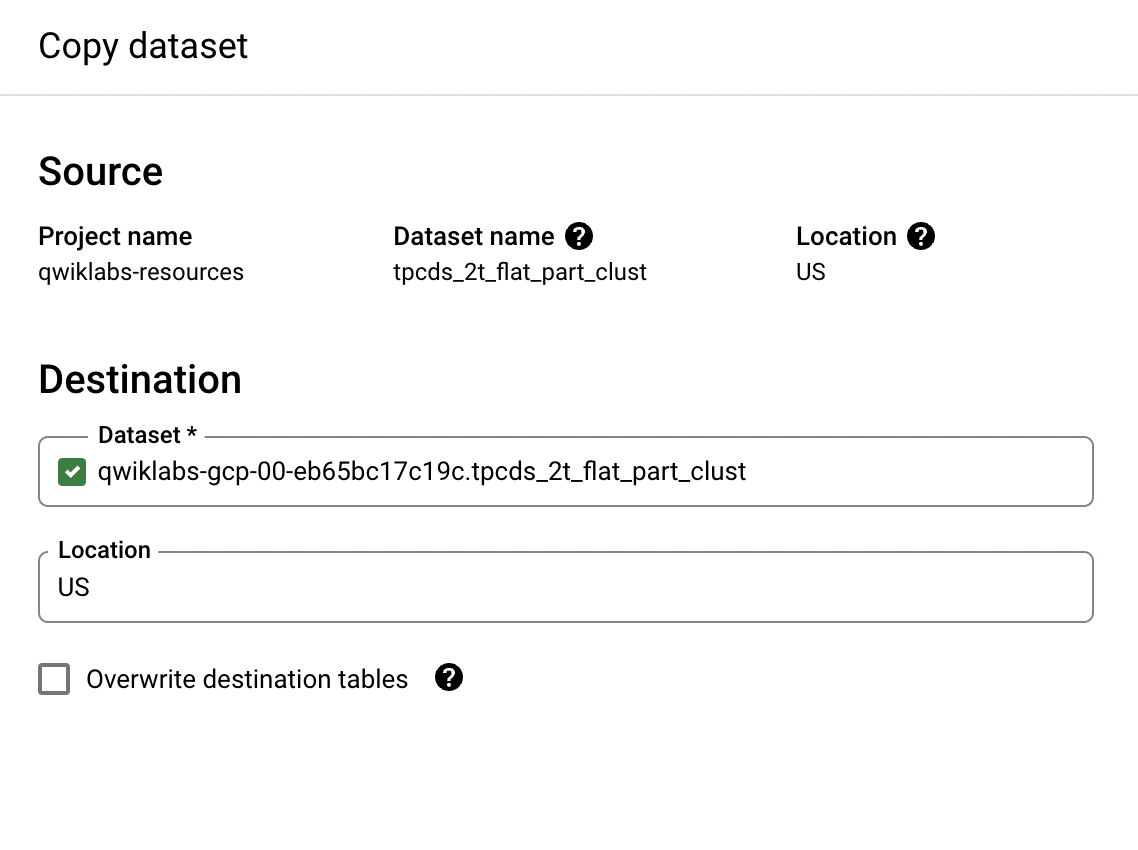 Copy dataset
Source
Project name Dataset name ? Location ?
qwiklabs-resources tpcds_2t_flat_part_clust US
Destination
Dataset *
qwiklabs-gcp-00-eb65bc17c19c.tpcds_2t_flat_part_clust
Location
US
Overwrite destination tables ?